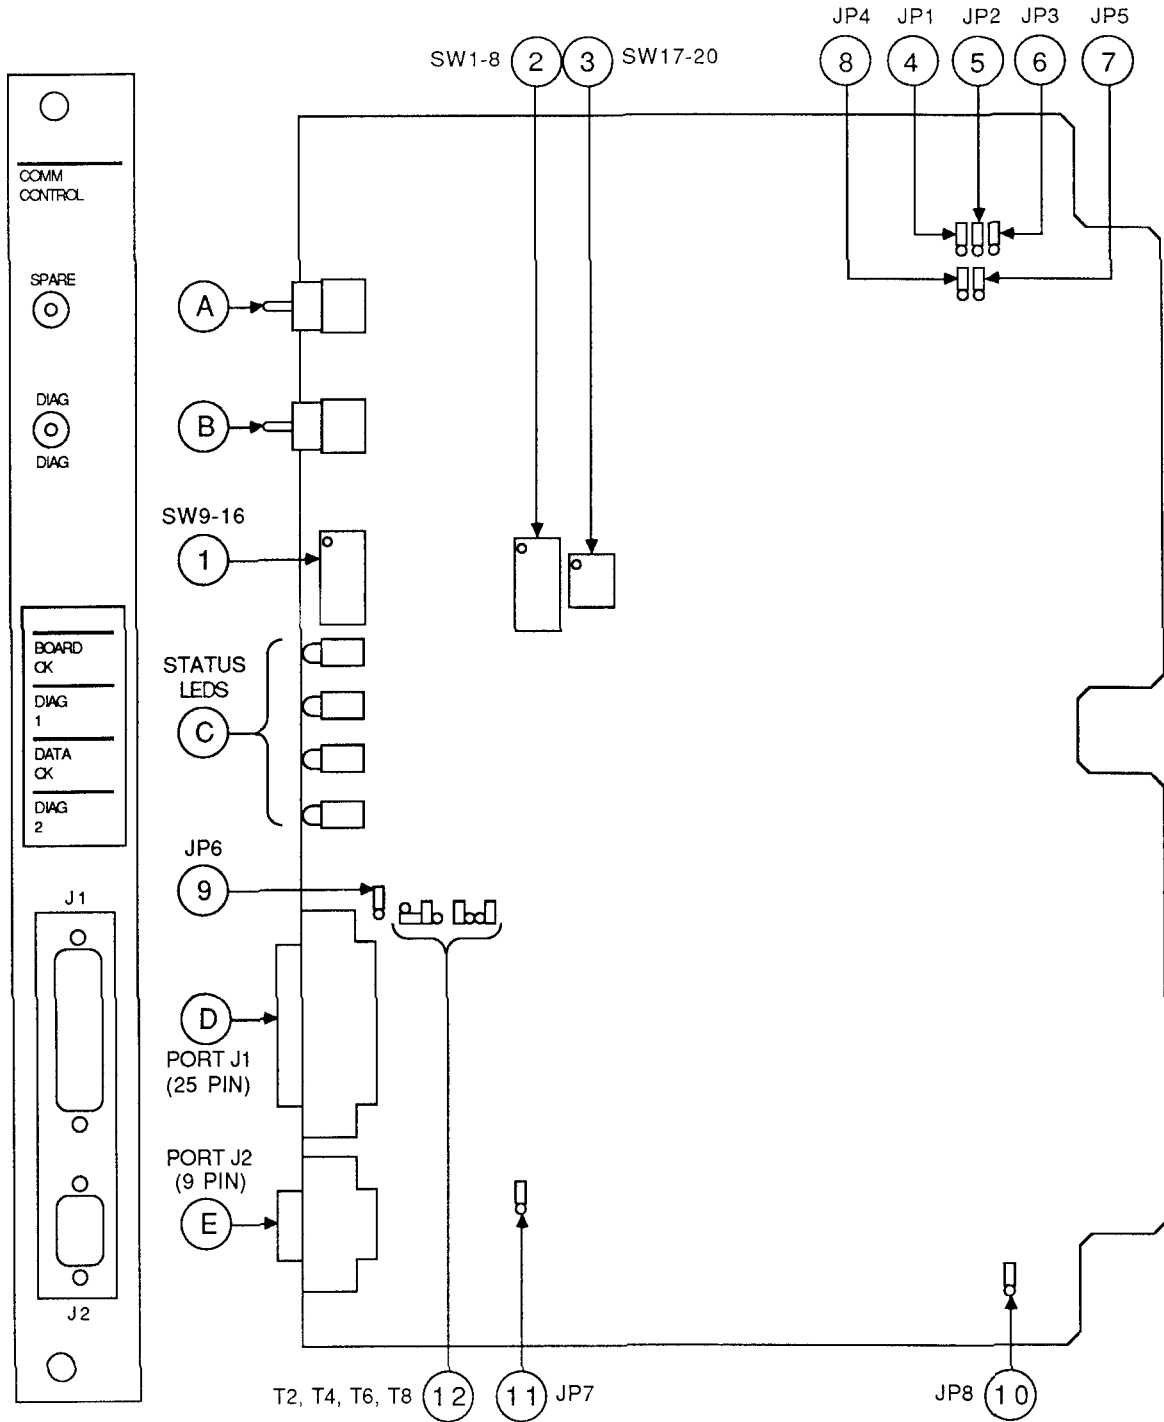 JP4 JP1 JP2 JP3 JP5
SW1-8 2 3 SW17-20 8 4 5 6 7
COMM
CONTROL
SPARE
A
DIAG
B
DIAG
SW9-16
1
BOARD
CK
DIAG
1
DATA
CK
DIAG
2
STATUS
LEDS
C
JP6
9
J1
D
PORT J1
(25 PIN)
PORT J2
(9 PIN)
E
J2
T2, T4, T6, T8 12 11 JP7 JP8 10